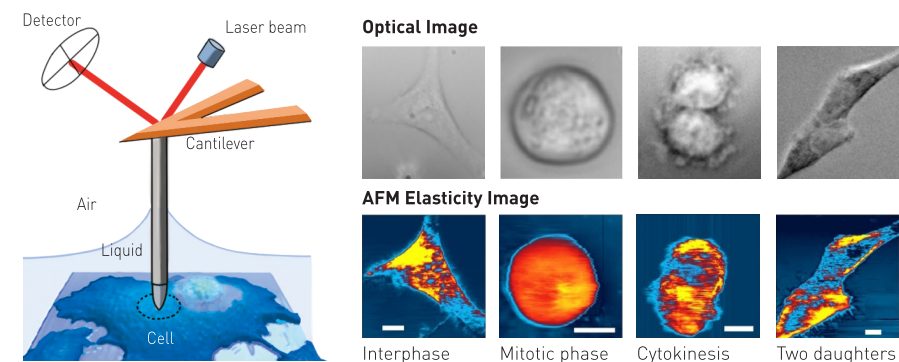 Detector
Laser beam
Cantilever
Air
Liquid
Cell
Optical Image
AFM Elasticity Image
Interphase
Mitotic phase
Cytokinesis
Two daughters